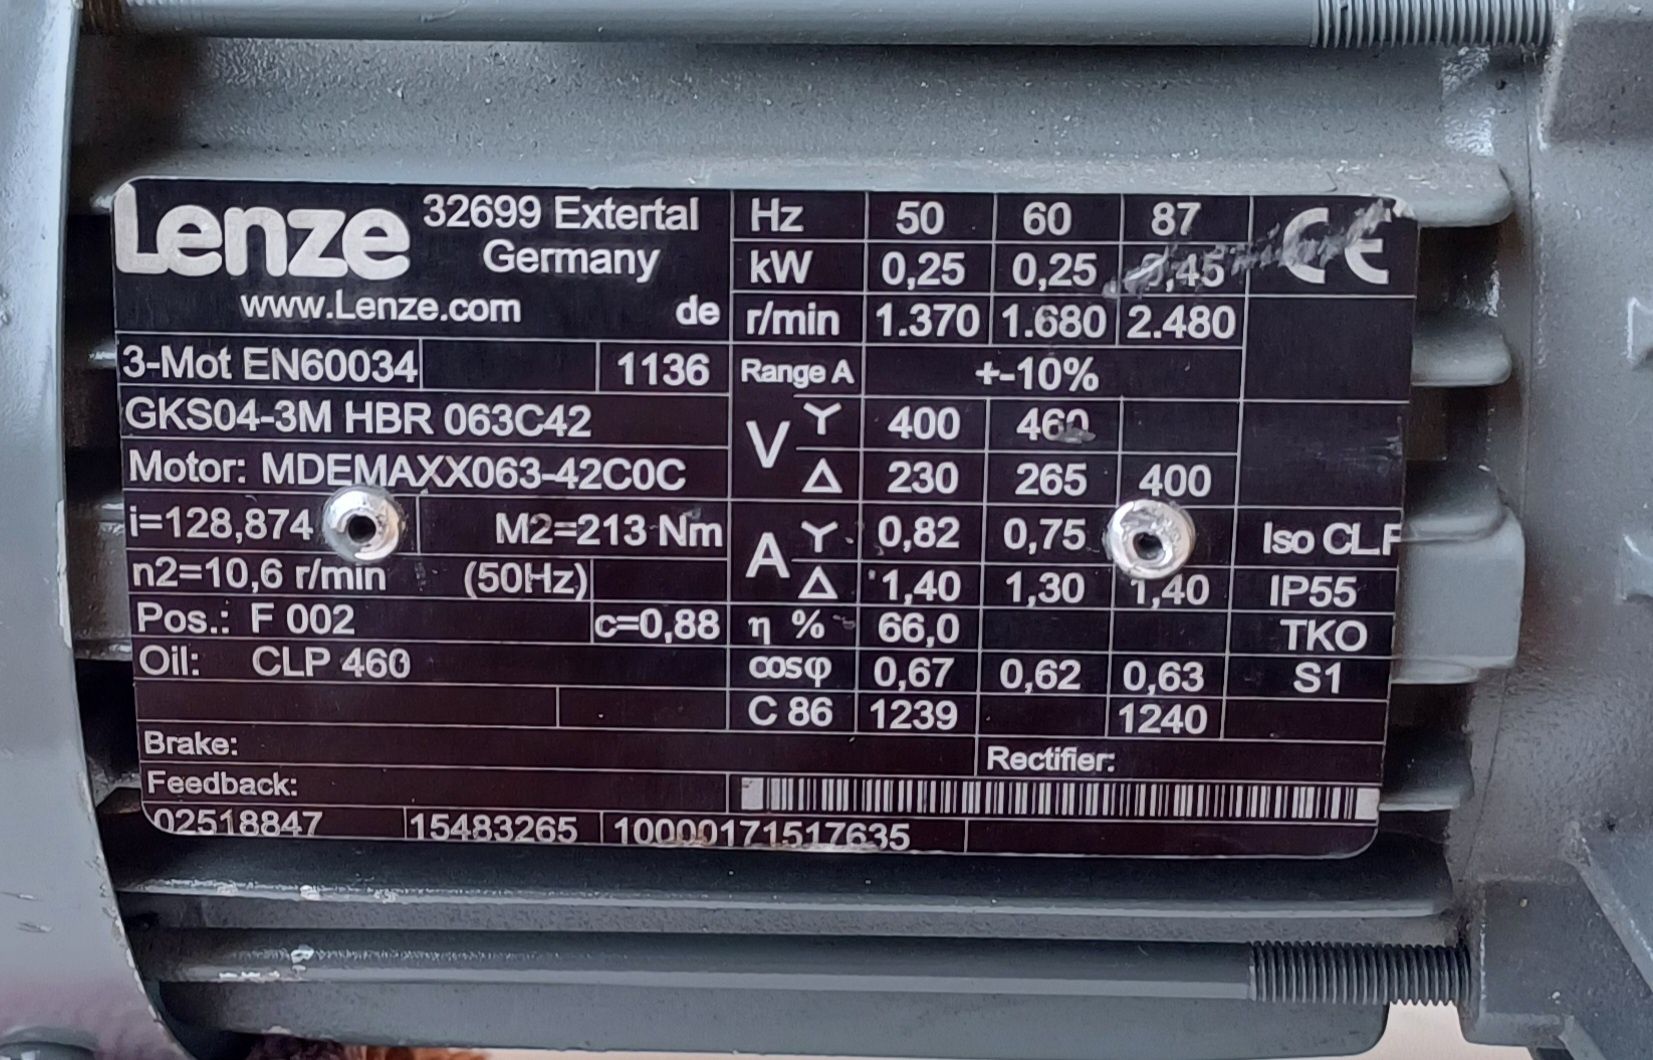 Lenze 32699 Extertal
Germany
www.Lenze.com de
3-Mot EN60034 1136
GKS04-3M HBR 063C42
Motor: MDEMAXX063-42C0C
i=128,874 M2=213 Nm
n2=10,6 r/min (50Hz)
Pos.: F 002 c=0,88
Oil: CLP 460
Hz 50 60 87 CE
kW 0,25 0,25 0,45
r/min 1.370 1.680 2.480
Range A +-10%
V Y 400 460
Δ 230 265 400
A Y 0,82 0,75 Iso CLF
Δ 1,40 1,30 1,40 IP55
η % 66,0 TKO
cosφ 0,67 0,62 0,63 S1
C 86 1239 1240
Brake: Rectifier:
Feedback:
02518847 15483265 10000171517635